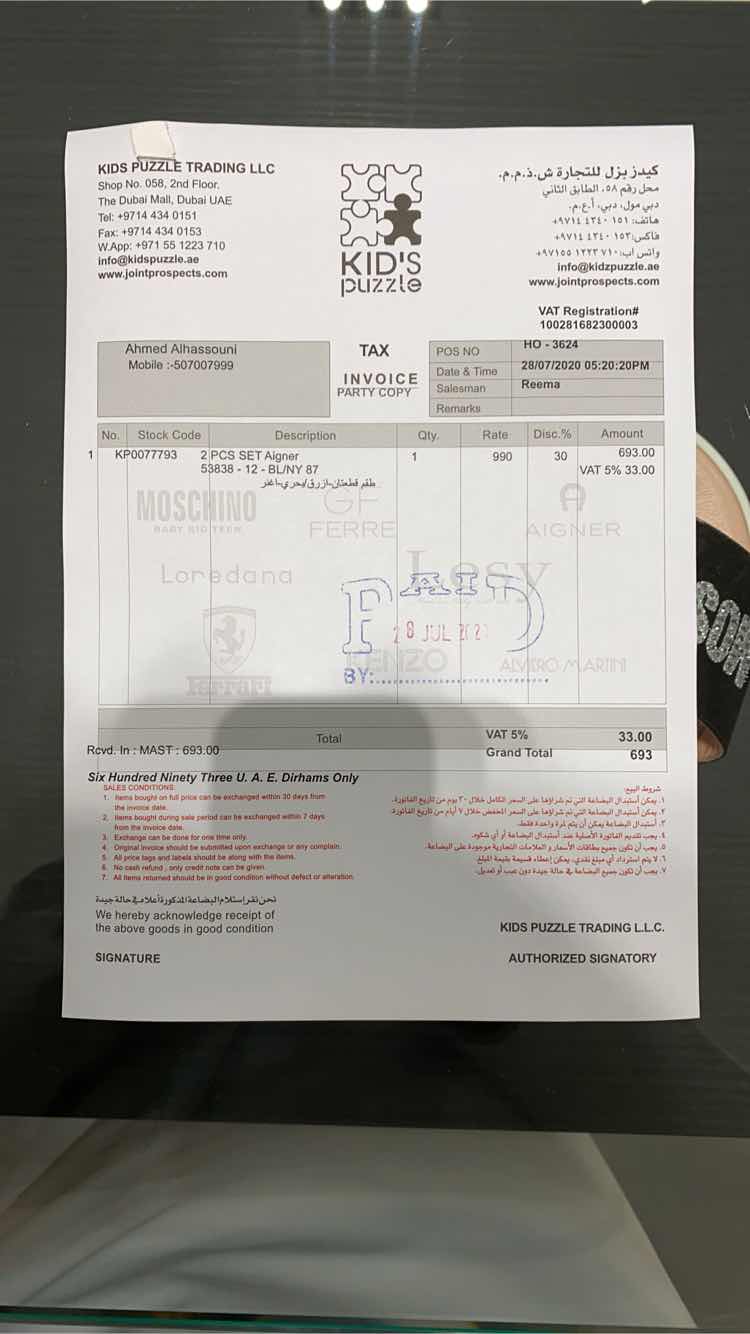 KIDS PUZZLE TRADING LLC
Shop No. 058, 2nd Floor.
The Dubai Mall, Dubai UAE
Tel: +9714 434 0151
Fax: +9714 434 0153
W.App: +971 55 1223 710
info@kidspuzzle.ae
www.jointprospects.com
KID'S
puzzle
كيدز بزل للتجارة ش.ذ.م.م.
محل رقم ٠٥٨، الطابق الثاني
دبي مول، دبي، أ.ع.م.
هاتف: ٠١٥١ ٤٣٤ ٩٧١٤+
فاكس: ٠١٥٣ ٤٣٤ ٩٧١٤+
واتس اب: ٧١٠ ١٢٢٣ ٩٧١٥٥+
info@kidzpuzzle.ae
www.jointprospects.com
VAT Registration#
100281682300003
Ahmed Alhassouni
Mobile :-507007999
TAX
INVOICE
PARTY COPY
POS NO HO - 3624
Date & Time 28/07/2020 05:20:20PM
Salesman Reema
Remarks
No. Stock Code Description Qty. Rate Disc.% Amount
1 KP0077793 2 PCS SET Aigner 1 990 30 693.00
53838 - 12 - BL/NY 87 VAT 5% 33.00
طقم قطعتان-ازرق/بحري-اغنر
MOSCHINO
BABY KID TEEN
GF
FERRE
AIGNER
Loredana
Lesy
PAID
28 JUL 202
BY:
Ferrari
KENZO
ALVIERO MARTINI
Total VAT 5% 33.00
Rcvd. In : MAST : 693.00 Grand Total 693
Six Hundred Ninety Three U. A. E. Dirhams Only
SALES CONDITIONS:
1. Items bought on full price can be exchanged within 30 days from
the invoice date.
2. Items bought during sale period can be exchanged within 7 days
from the invoice date.
3. Exchange can be done for one time only.
4. Original invoice should be submitted upon exchange or any complain.
5. All price tags and labels should be along with the items.
6. No cash refund , only credit note can be given.
7. All items returned should be in good condition without defect or alteration.
شروط البيع:
١. يمكن أستبدال البضاعة التي تم شراؤها على السعر الكامل خلال ٣٠ يوم من تاريخ الفاتورة.
٢. يمكن أستبدال البضاعة التي تم شراؤها على السعر المخفض خلال ٧ أيام من تاريخ الفاتورة.
٣. أستبدال البضاعة يمكن أن يتم لمرة واحدة فقط.
٤. يجب تقديم الفاتورة الأصلية عند أستبدال البضاعة أو أي شكوه.
٥. يجب أن تكون جميع بطاقات الأسعار و العلامات التجارية موجودة على البضاعة.
٦. لا يتم استرداد أي مبلغ نقدي، يمكن إعطاء قسيمة بقيمة المبلغ.
٧. يجب أن تكون جميع البضاعة في حالة جيدة دون عيب أو تعديل.
نحن نقر إستلام البضاعة المذكورة أعلاه في حالة جيدة
We hereby acknowledge receipt of
the above goods in good condition
KIDS PUZZLE TRADING L.L.C.
SIGNATURE
AUTHORIZED SIGNATORY